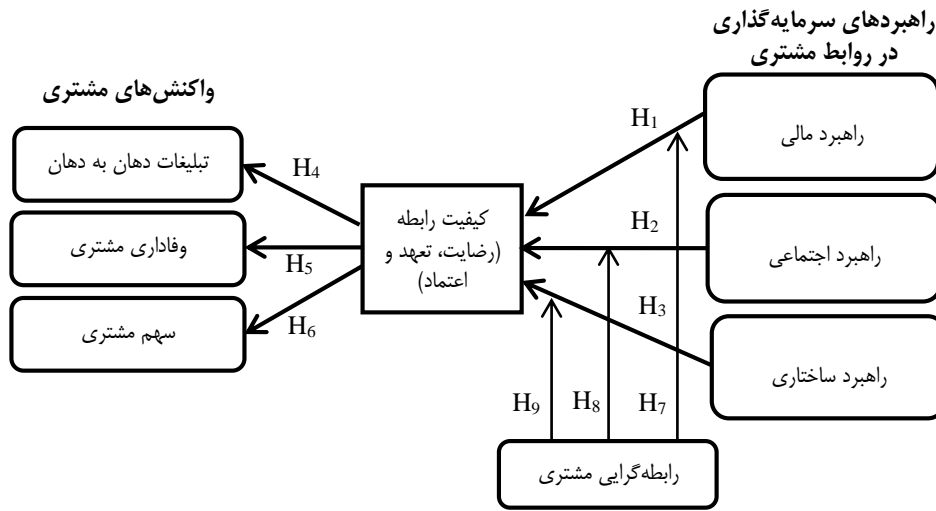 راهبردهای سرمایه‌گذاری
در روابط مشتری
راهبرد مالی
راهبرد اجتماعی
راهبرد ساختاری
H₁
H₂
H₃
کیفیت رابطه
(رضایت، تعهد و
اعتماد)
H₇
H₈
H₉
رابطه‌گرایی مشتری
واکنش‌های مشتری
H₄
تبلیغات دهان به دهان
H₅
وفاداری مشتری
H₆
سهم مشتری